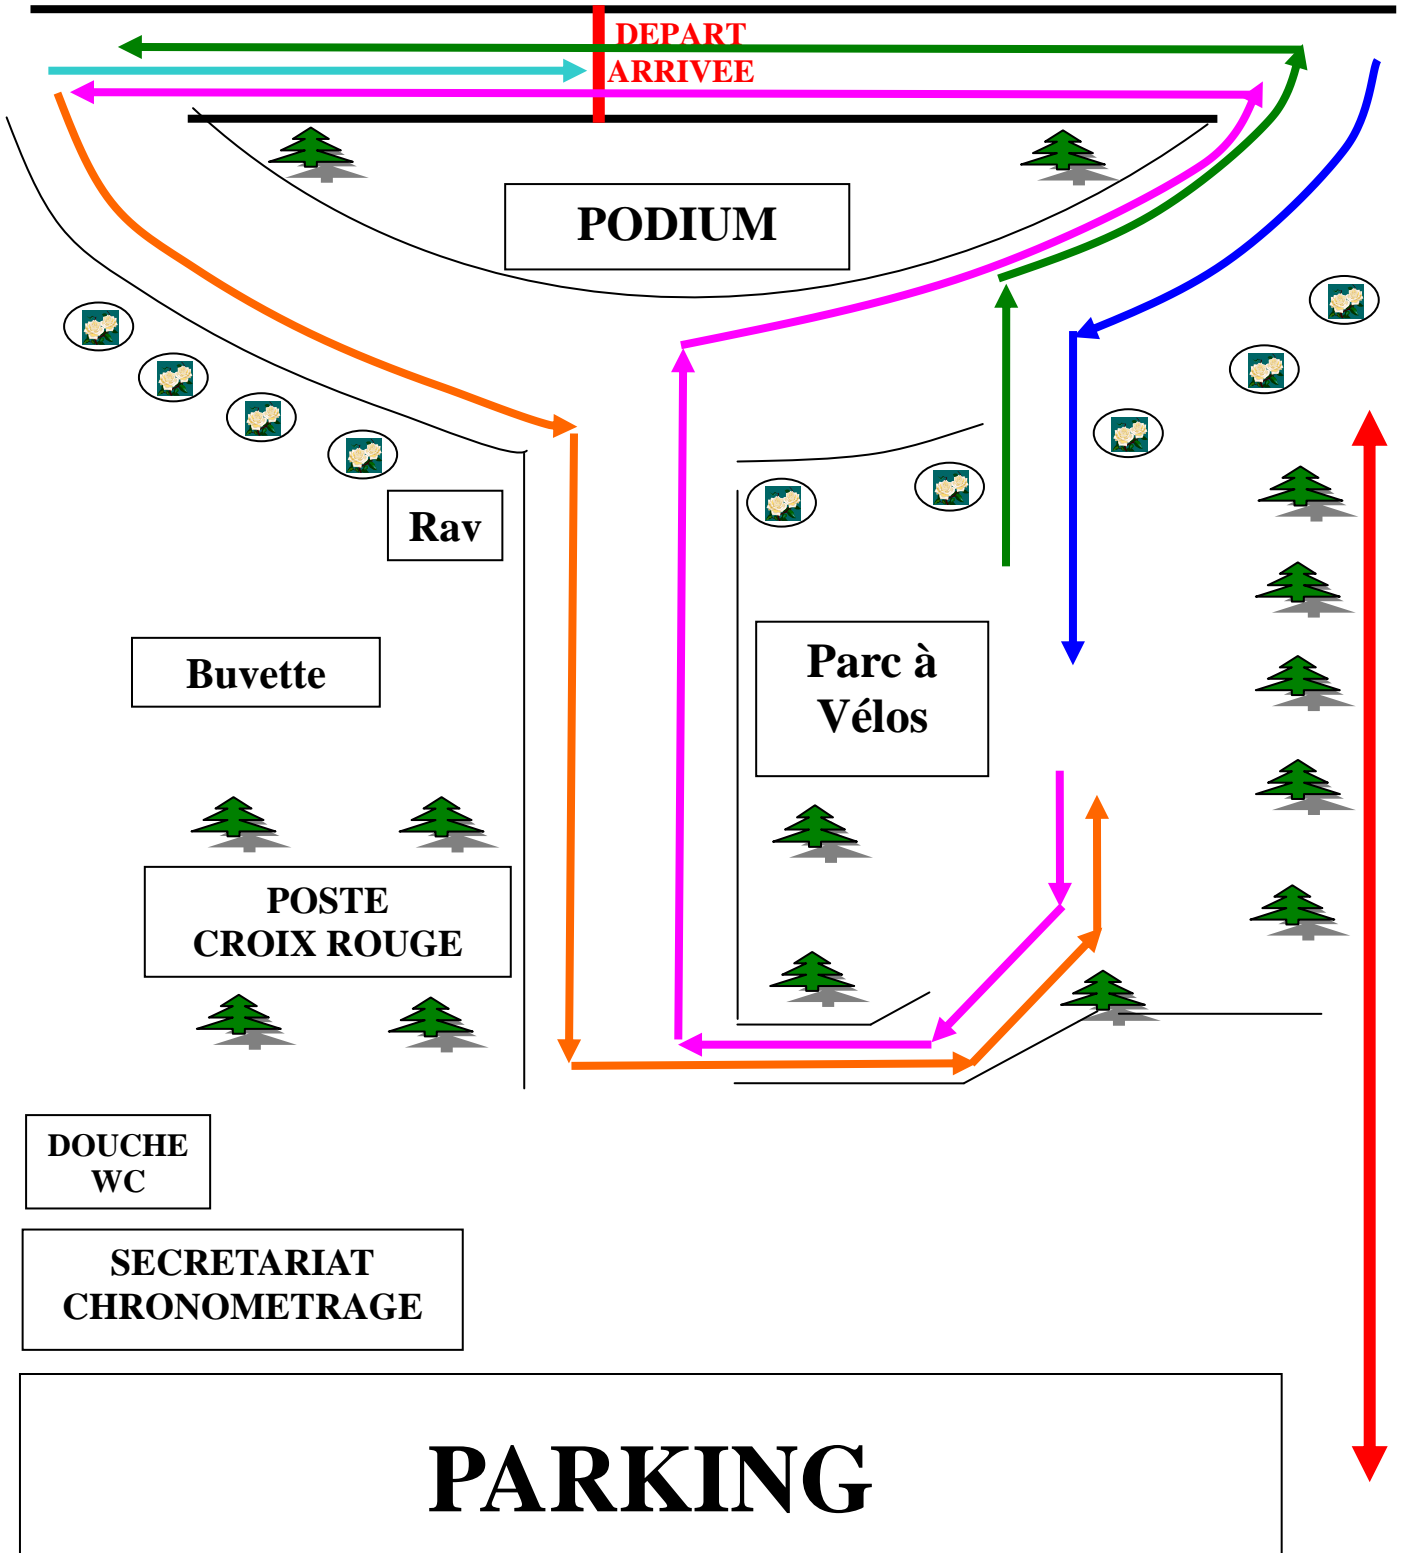 DEPART
ARRIVEE
PODIUM
Rav
Buvette
Parc à
Vélos
POSTE
CROIX ROUGE
DOUCHE
WC
SECRETARIAT
CHRONOMETRAGE
PARKING